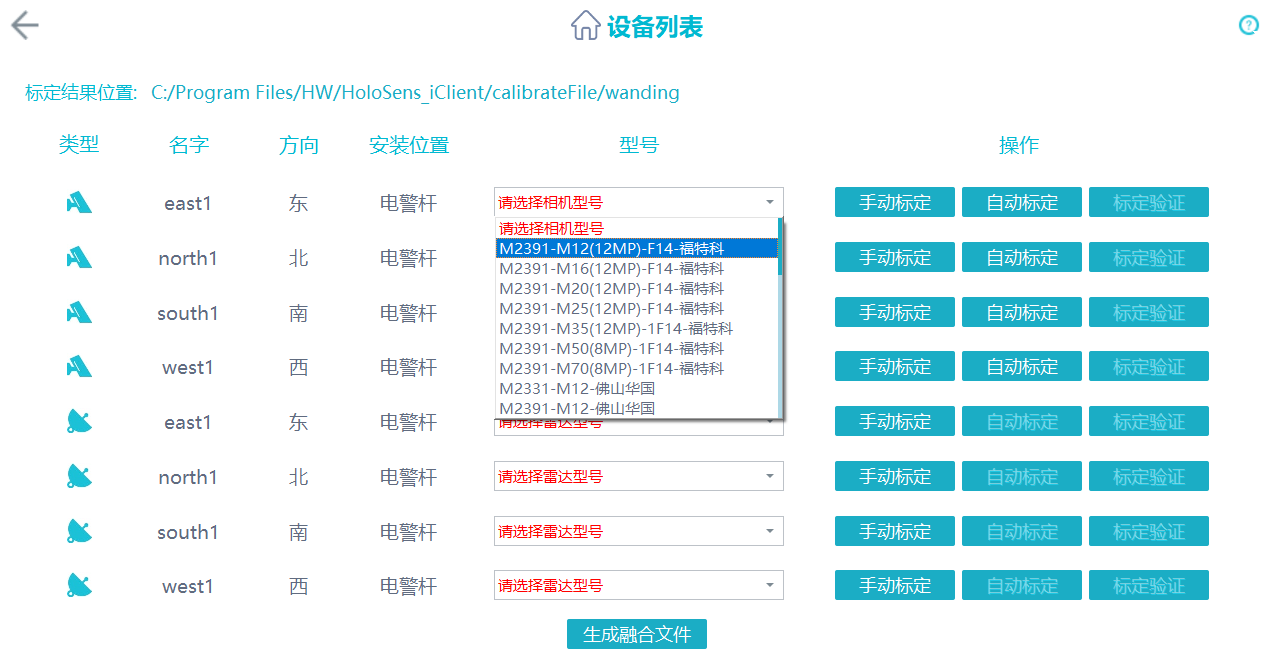 设备列表
标定结果位置: C:/Program Files/HW/HoloSens_iClient/calibrateFile/wanding
类型 名字 方向 安装位置 型号 操作
east1 东 电警杆 请选择相机型号 手动标定 自动标定 标定验证
请选择相机型号
M2391-M12(12MP)-F14-福特科
north1 北 电警杆 手动标定 自动标定 标定验证
M2391-M16(12MP)-F14-福特科
M2391-M20(12MP)-F14-福特科
M2391-M25(12MP)-F14-福特科
south1 南 电警杆 手动标定 自动标定 标定验证
M2391-M35(12MP)-1F14-福特科
M2391-M50(8MP)-1F14-福特科
west1 西 电警杆 手动标定 自动标定 标定验证
M2391-M70(8MP)-1F14-福特科
M2331-M12-佛山华国
M2391-M12-佛山华国
east1 东 电警杆 请选择雷达型号 手动标定 自动标定 标定验证
north1 北 电警杆 请选择雷达型号 手动标定 自动标定 标定验证
south1 南 电警杆 请选择雷达型号 手动标定 自动标定 标定验证
west1 西 电警杆 请选择雷达型号 手动标定 自动标定 标定验证
生成融合文件